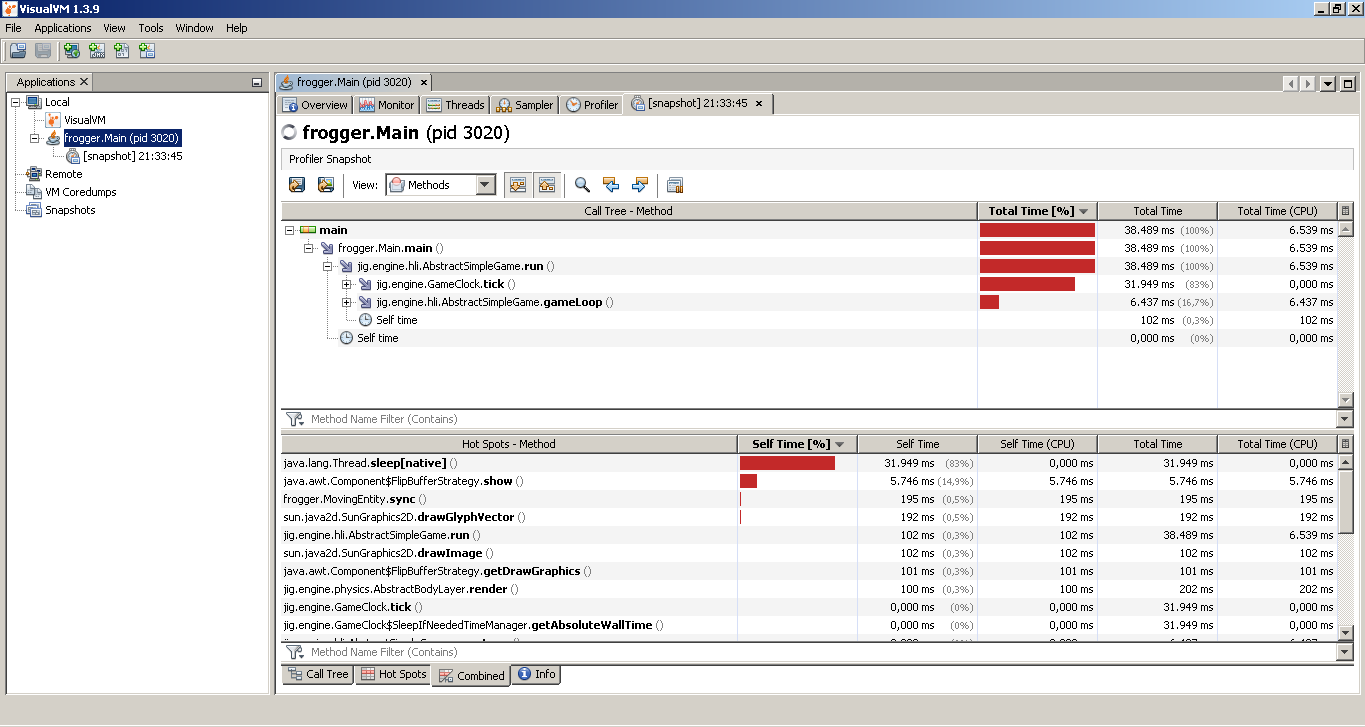 VisualVM 1.3.9
File Applications View Tools Window Help
Applications
frogger.Main (pid 3020)
Local
VisualVM
frogger.Main (pid 3020)
[snapshot] 21:33:45
Remote
VM Coredumps
Snapshots
Overview Monitor Threads Sampler Profiler [snapshot] 21:33:45
frogger.Main (pid 3020)
Profiler Snapshot
View: Methods
Call Tree - Method Total Time [%] Total Time Total Time (CPU)
main 38.489 ms (100%) 6.539 ms
frogger.Main.main () 38.489 ms (100%) 6.539 ms
jig.engine.hli.AbstractSimpleGame.run () 38.489 ms (100%) 6.539 ms
jig.engine.GameClock.tick () 31.949 ms (83%) 0,000 ms
jig.engine.hli.AbstractSimpleGame.gameLoop () 6.437 ms (16,7%) 6.437 ms
Self time 102 ms (0,3%) 102 ms
Self time 0,000 ms (0%) 0,000 ms
Method Name Filter (Contains)
Hot Spots - Method Self Time [%] Self Time Self Time (CPU) Total Time Total Time (CPU)
java.lang.Thread.sleep[native] () 31.949 ms (83%) 0,000 ms 31.949 ms 0,000 ms
java.awt.Component$FlipBufferStrategy.show () 5.746 ms (14,9%) 5.746 ms 5.746 ms 5.746 ms
frogger.MovingEntity.sync () 195 ms (0,5%) 195 ms 195 ms 195 ms
sun.java2d.SunGraphics2D.drawGlyphVector () 192 ms (0,5%) 192 ms 192 ms 192 ms
jig.engine.hli.AbstractSimpleGame.run () 102 ms (0,3%) 102 ms 38.489 ms 6.539 ms
sun.java2d.SunGraphics2D.drawImage () 102 ms (0,3%) 102 ms 102 ms 102 ms
java.awt.Component$FlipBufferStrategy.getDrawGraphics () 101 ms (0,3%) 101 ms 101 ms 101 ms
jig.engine.physics.AbstractBodyLayer.render () 100 ms (0,3%) 100 ms 202 ms 202 ms
jig.engine.GameClock.tick () 0,000 ms (0%) 0,000 ms 31.949 ms 0,000 ms
jig.engine.GameClock$SleepIfNeededTimeManager.getAbsoluteWallTime () 0,000 ms (0%) 0,000 ms 31.949 ms 0,000 ms
Method Name Filter (Contains)
Call Tree Hot Spots Combined Info